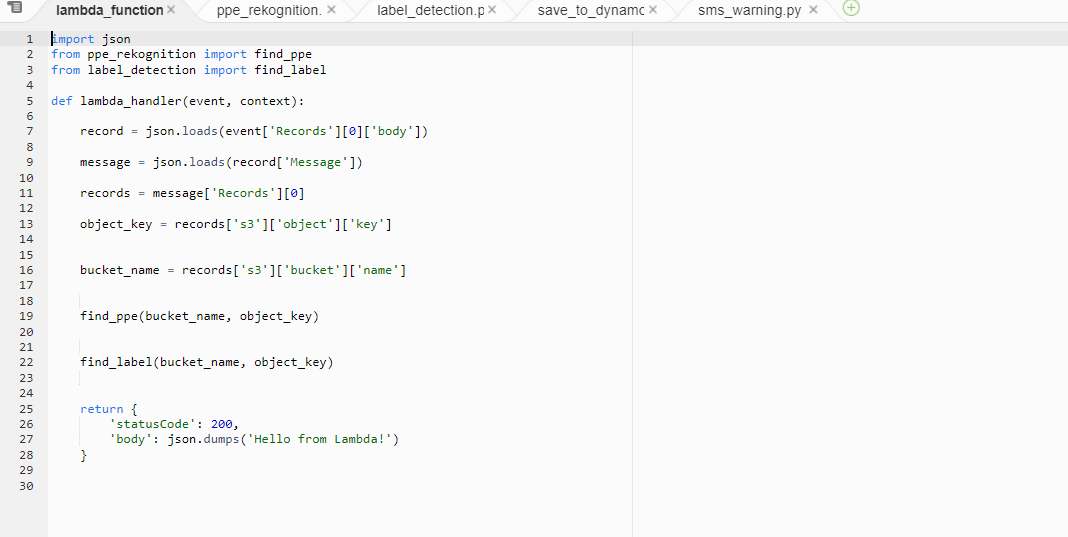 lambda_function ppe_rekognition. label_detection.p save_to_dynamc sms_warning.py
1 import json
2 from ppe_rekognition import find_ppe
3 from label_detection import find_label
4
5 def lambda_handler(event, context):
6
7 record = json.loads(event['Records'][0]['body'])
8
9 message = json.loads(record['Message'])
10
11 records = message['Records'][0]
12
13 object_key = records['s3']['object']['key']
14
15
16 bucket_name = records['s3']['bucket']['name']
17
18
19 find_ppe(bucket_name, object_key)
20
21
22 find_label(bucket_name, object_key)
23
24
25 return {
26 'statusCode': 200,
27 'body': json.dumps('Hello from Lambda!')
28 }
29
30